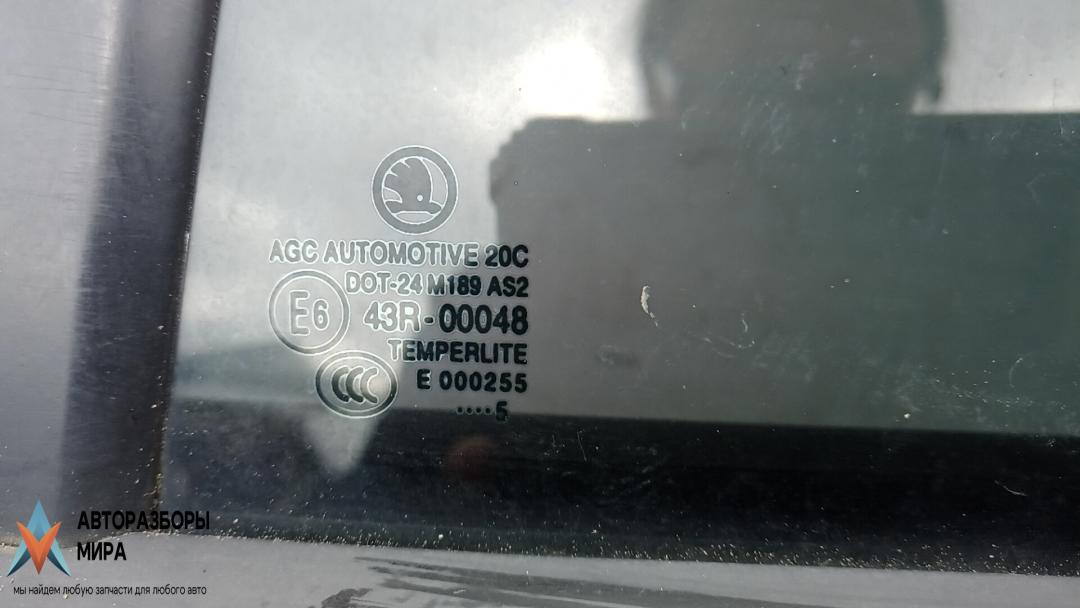 AGC AUTOMOTIVE 20C
DOT-24 M189 AS2
E6 43R-00048
TEMPERLITE
CCC E 000255
....5
АВТОРАЗБОРЫ
МИРА
мы найдем любую запчасти для любого авто